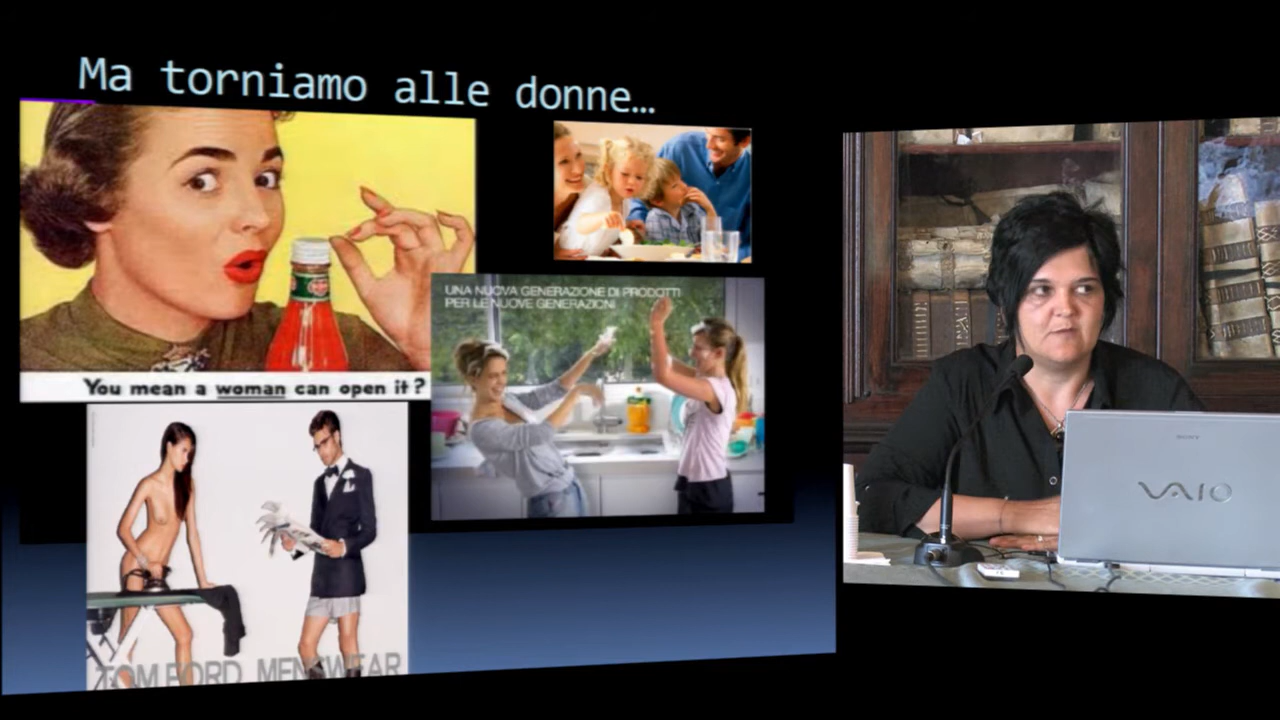 Ma torniamo alle donne…
You mean a woman can open it?
UNA NUOVA GENERAZIONE DI PRODOTTI
PER LE NUOVE GENERAZIONI
TOM FORD MENSWEAR
SONY
VAIO